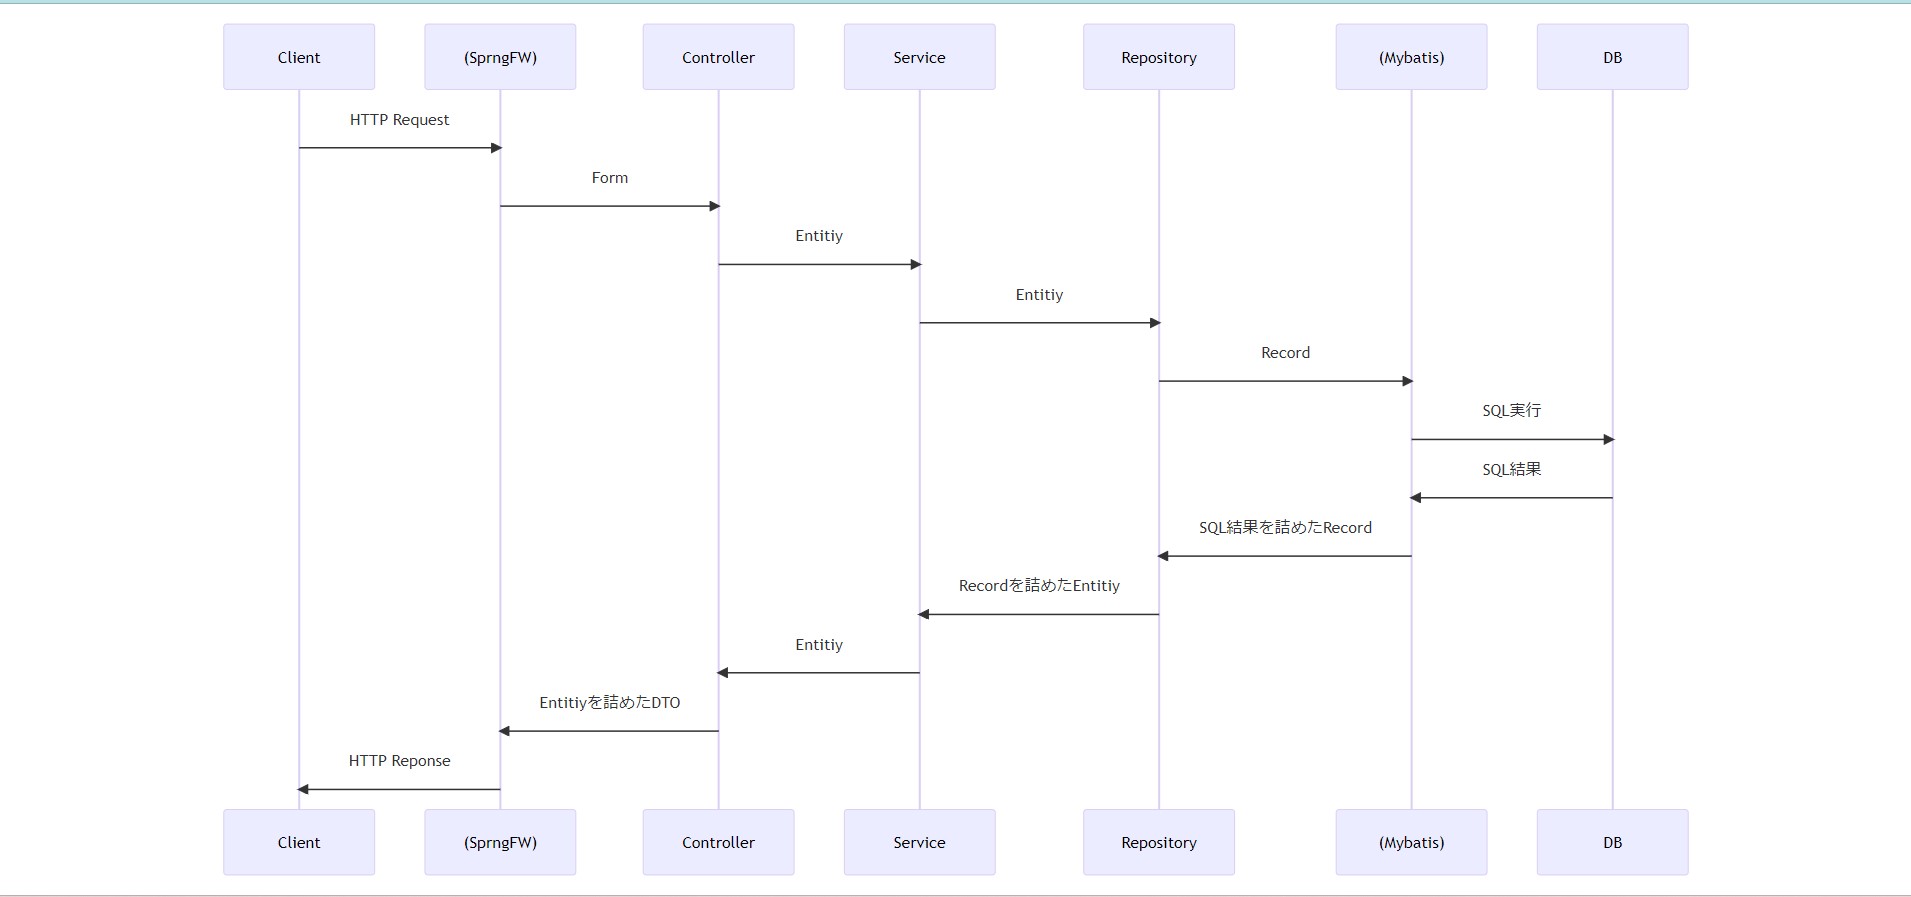 Client
(SprngFW)
Controller
Service
Repository
(Mybatis)
DB
HTTP Request
Form
Entitiy
Entitiy
Record
SQL実行
SQL結果
SQL結果を詰めたRecord
Recordを詰めたEntitiy
Entitiy
Entitiyを詰めたDTO
HTTP Reponse
Client
(SprngFW)
Controller
Service
Repository
(Mybatis)
DB